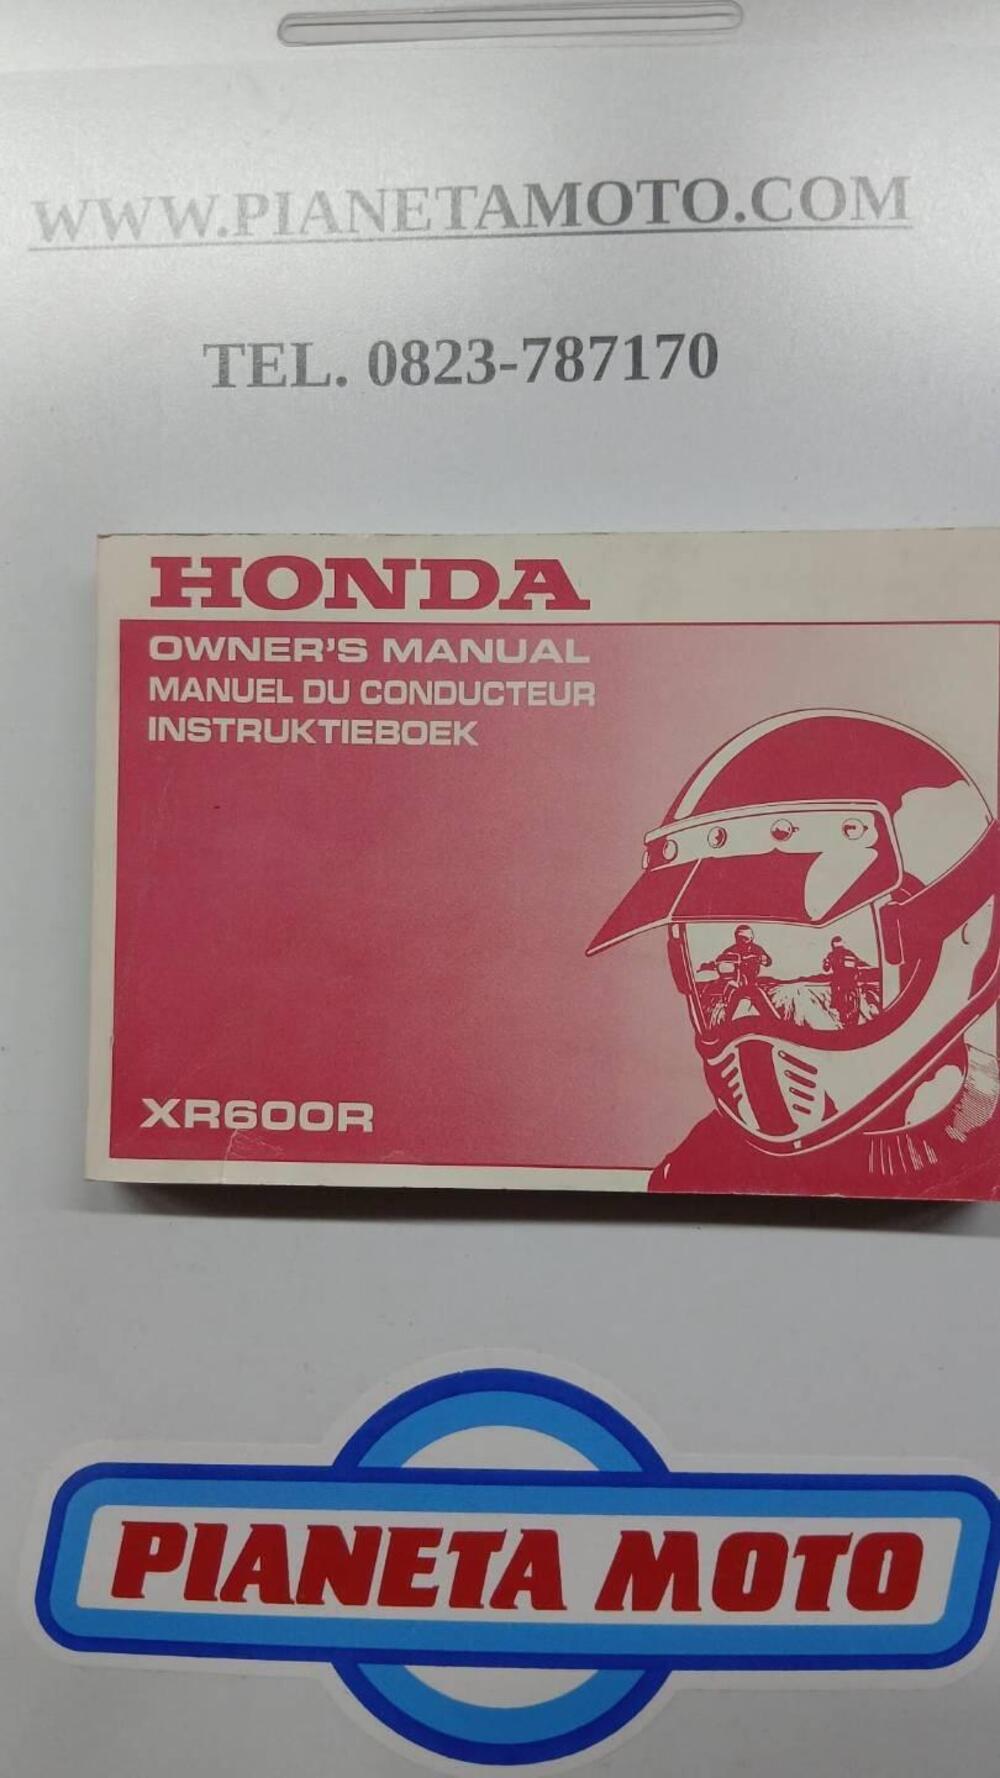 WWW.PIANETAMOTO.COM
TEL. 0823-787170
HONDA
OWNER'S MANUAL
MANUEL DU CONDUCTEUR
INSTRUKTIEBOEK
XR600R
PIANETA MOTO